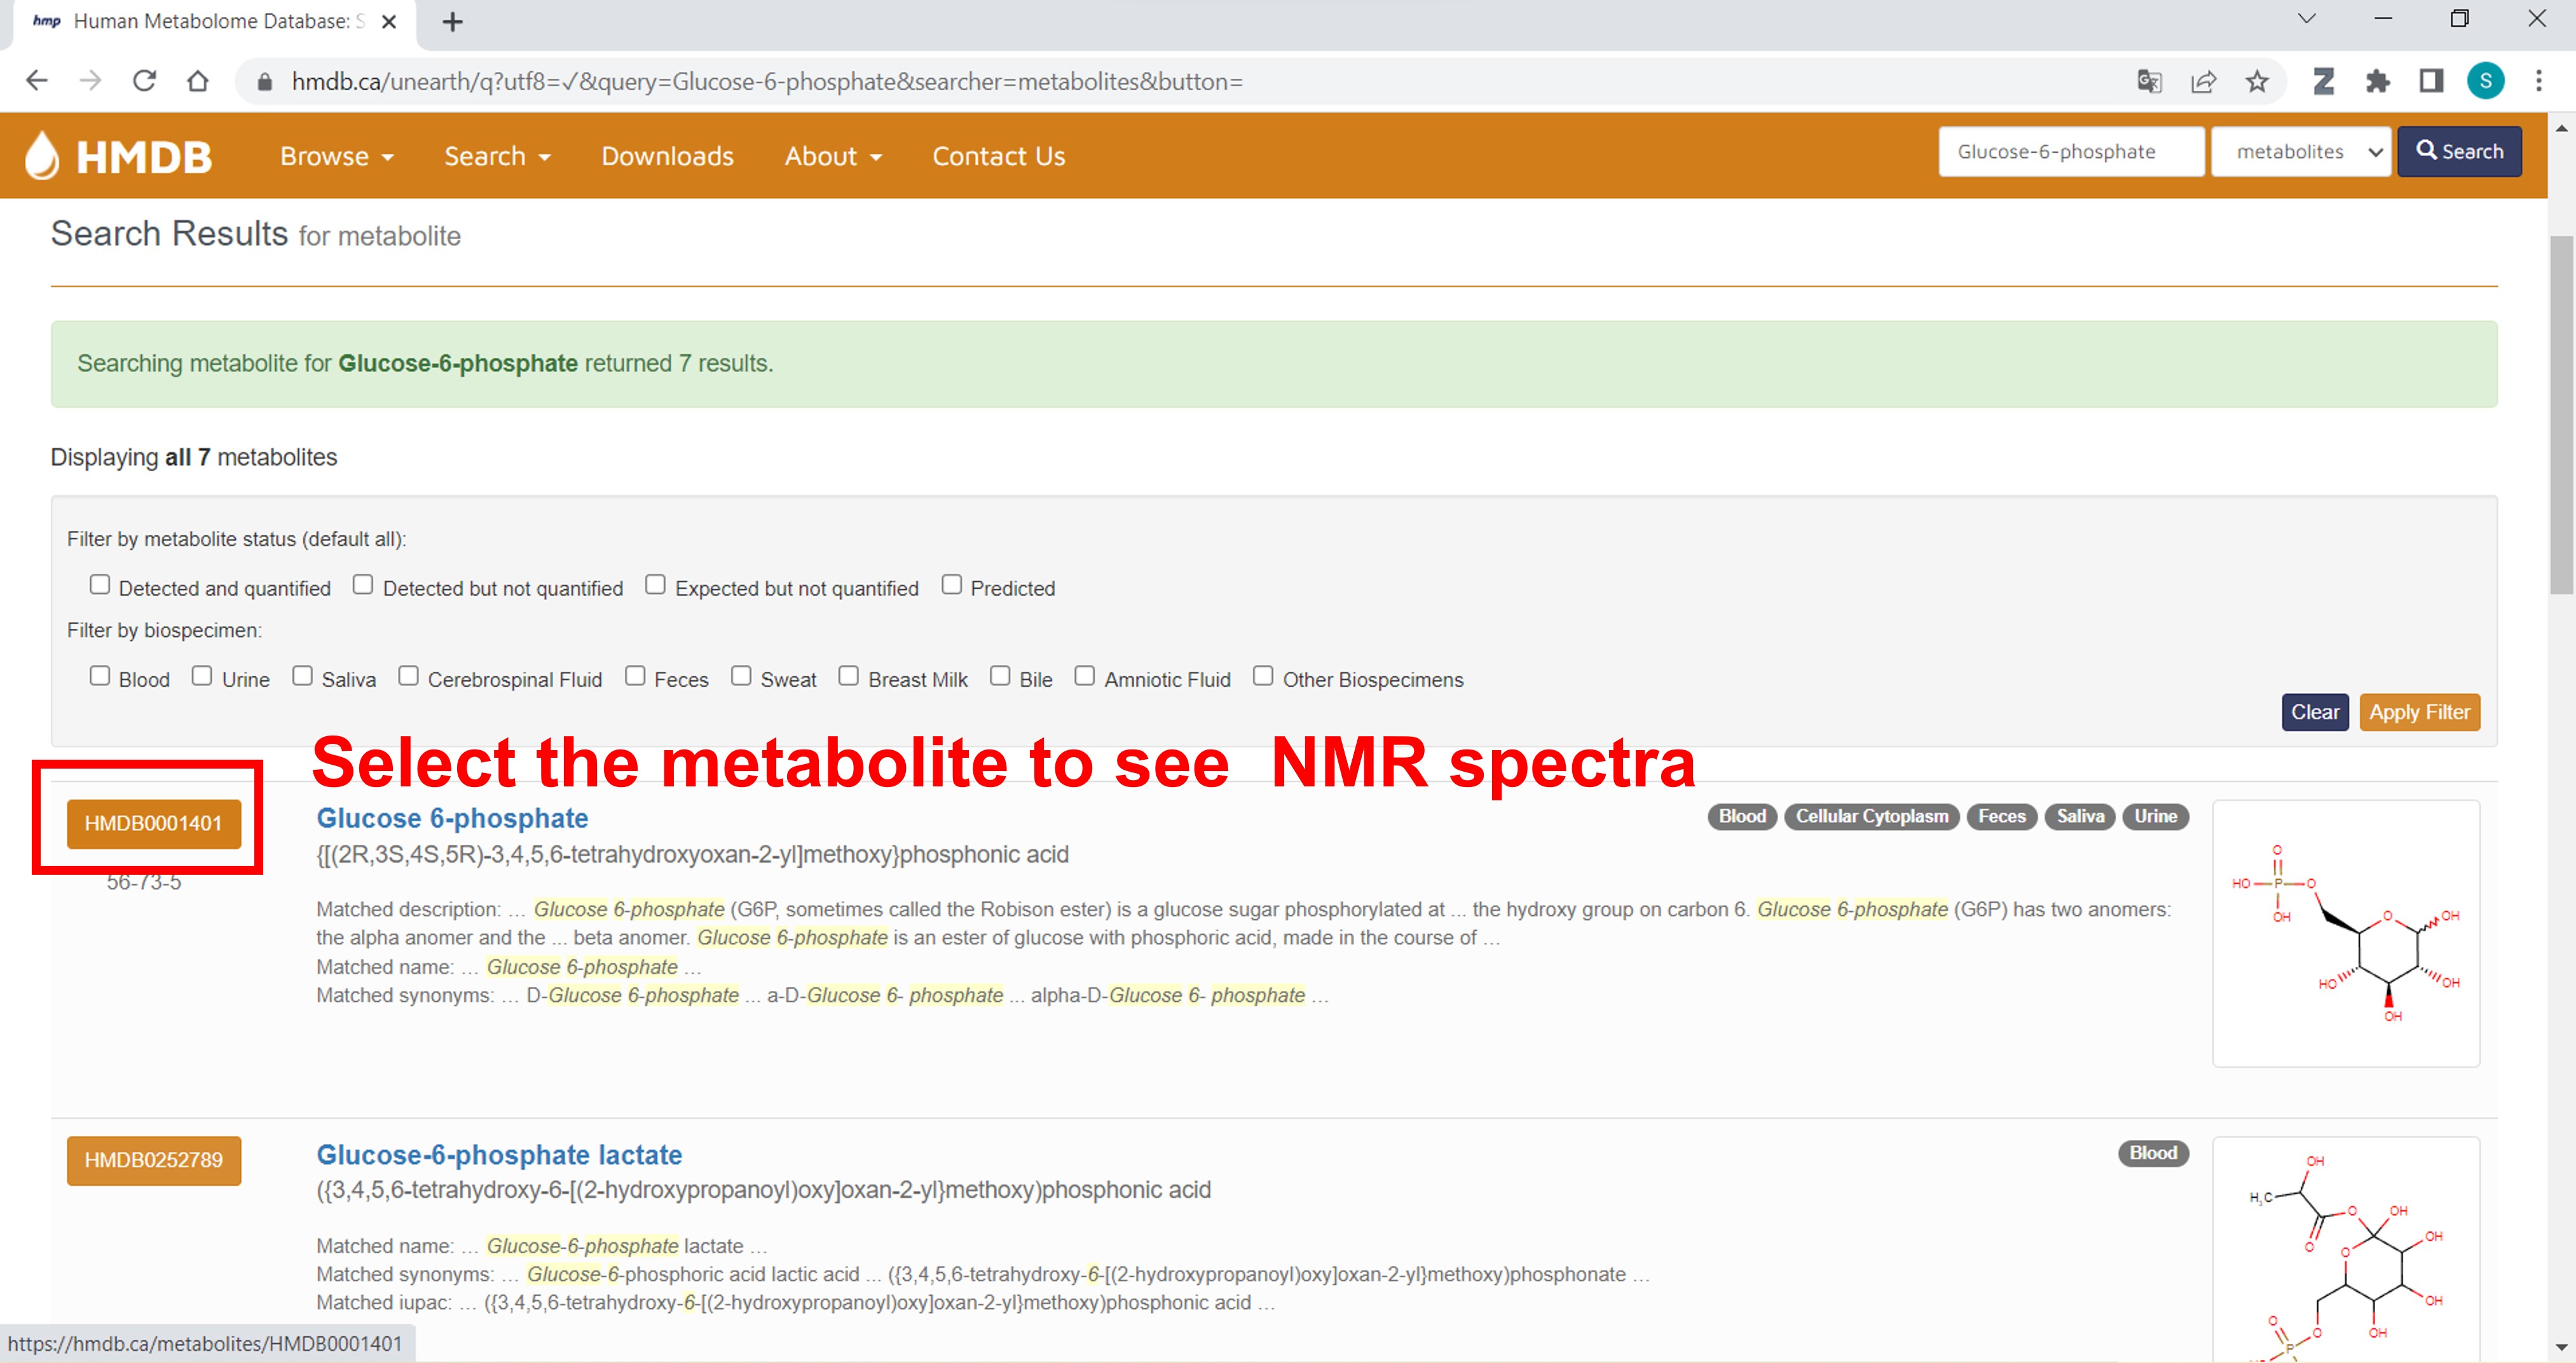 hmp Human Metabolome Database: S
hmdb.ca/unearth/q?utf8=✓&query=Glucose-6-phosphate&searcher=metabolites&button=
S
HMDB Browse Search Downloads About Contact Us Glucose-6-phosphate metabolites Search
Search Results for metabolite
Searching metabolite for Glucose-6-phosphate returned 7 results.
Displaying all 7 metabolites
Filter by metabolite status (default all):
Detected and quantified Detected but not quantified Expected but not quantified Predicted
Filter by biospecimen:
Blood Urine Saliva Cerebrospinal Fluid Feces Sweat Breast Milk Bile Amniotic Fluid Other Biospecimens
Clear Apply Filter
Select the metabolite to see NMR spectra
HMDB0001401
56-73-5
Glucose 6-phosphate
Blood Cellular Cytoplasm Feces Saliva Urine
{[(2R,3S,4S,5R)-3,4,5,6-tetrahydroxyoxan-2-yl]methoxy}phosphonic acid
Matched description: ... Glucose 6-phosphate (G6P, sometimes called the Robison ester) is a glucose sugar phosphorylated at ... the hydroxy group on carbon 6. Glucose 6-phosphate (G6P) has two anomers:
the alpha anomer and the ... beta anomer. Glucose 6-phosphate is an ester of glucose with phosphoric acid, made in the course of ...
Matched name: ... Glucose 6-phosphate ...
Matched synonyms: ... D-Glucose 6-phosphate ... a-D-Glucose 6- phosphate ... alpha-D-Glucose 6- phosphate ...
O
HO P O
OH
O OH
HO OH
OH
HMDB0252789
Glucose-6-phosphate lactate
Blood
({3,4,5,6-tetrahydroxy-6-[(2-hydroxypropanoyl)oxy]oxan-2-yl}methoxy)phosphonic acid
Matched name: ... Glucose-6-phosphate lactate ...
Matched synonyms: ... Glucose-6-phosphoric acid lactic acid ... ({3,4,5,6-tetrahydroxy-6-[(2-hydroxypropanoyl)oxy]oxan-2-yl}methoxy)phosphonate ...
Matched iupac: ... ({3,4,5,6-tetrahydroxy-6-[(2-hydroxypropanoyl)oxy]oxan-2-yl}methoxy)phosphonic acid ...
OH
H3C
O OH
O O OH
OH
O O OH
P
https://hmdb.ca/metabolites/HMDB0001401